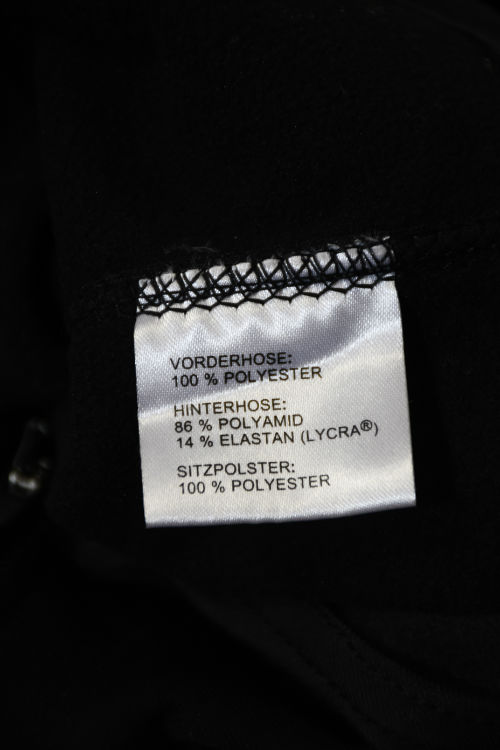 VORDERHOSE:
100 % POLYESTER
HINTERHOSE:
86 % POLYAMID
14 % ELASTAN (LYCRA®)
SITZPOLSTER:
100 % POLYESTER